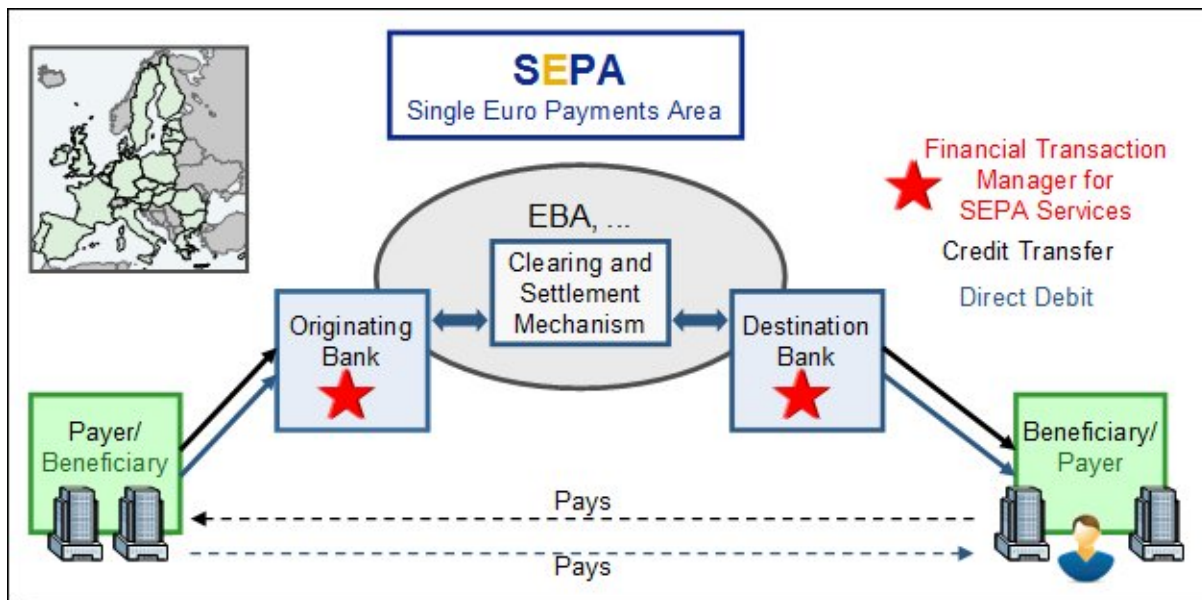 SEPA
Single Euro Payments Area
Financial Transaction
Manager for
SEPA Services
Credit Transfer
Direct Debit
EBA, ...
Clearing and
Settlement
Mechanism
Originating
Bank
Destination
Bank
Payer/
Beneficiary
Beneficiary/
Payer
Pays
Pays